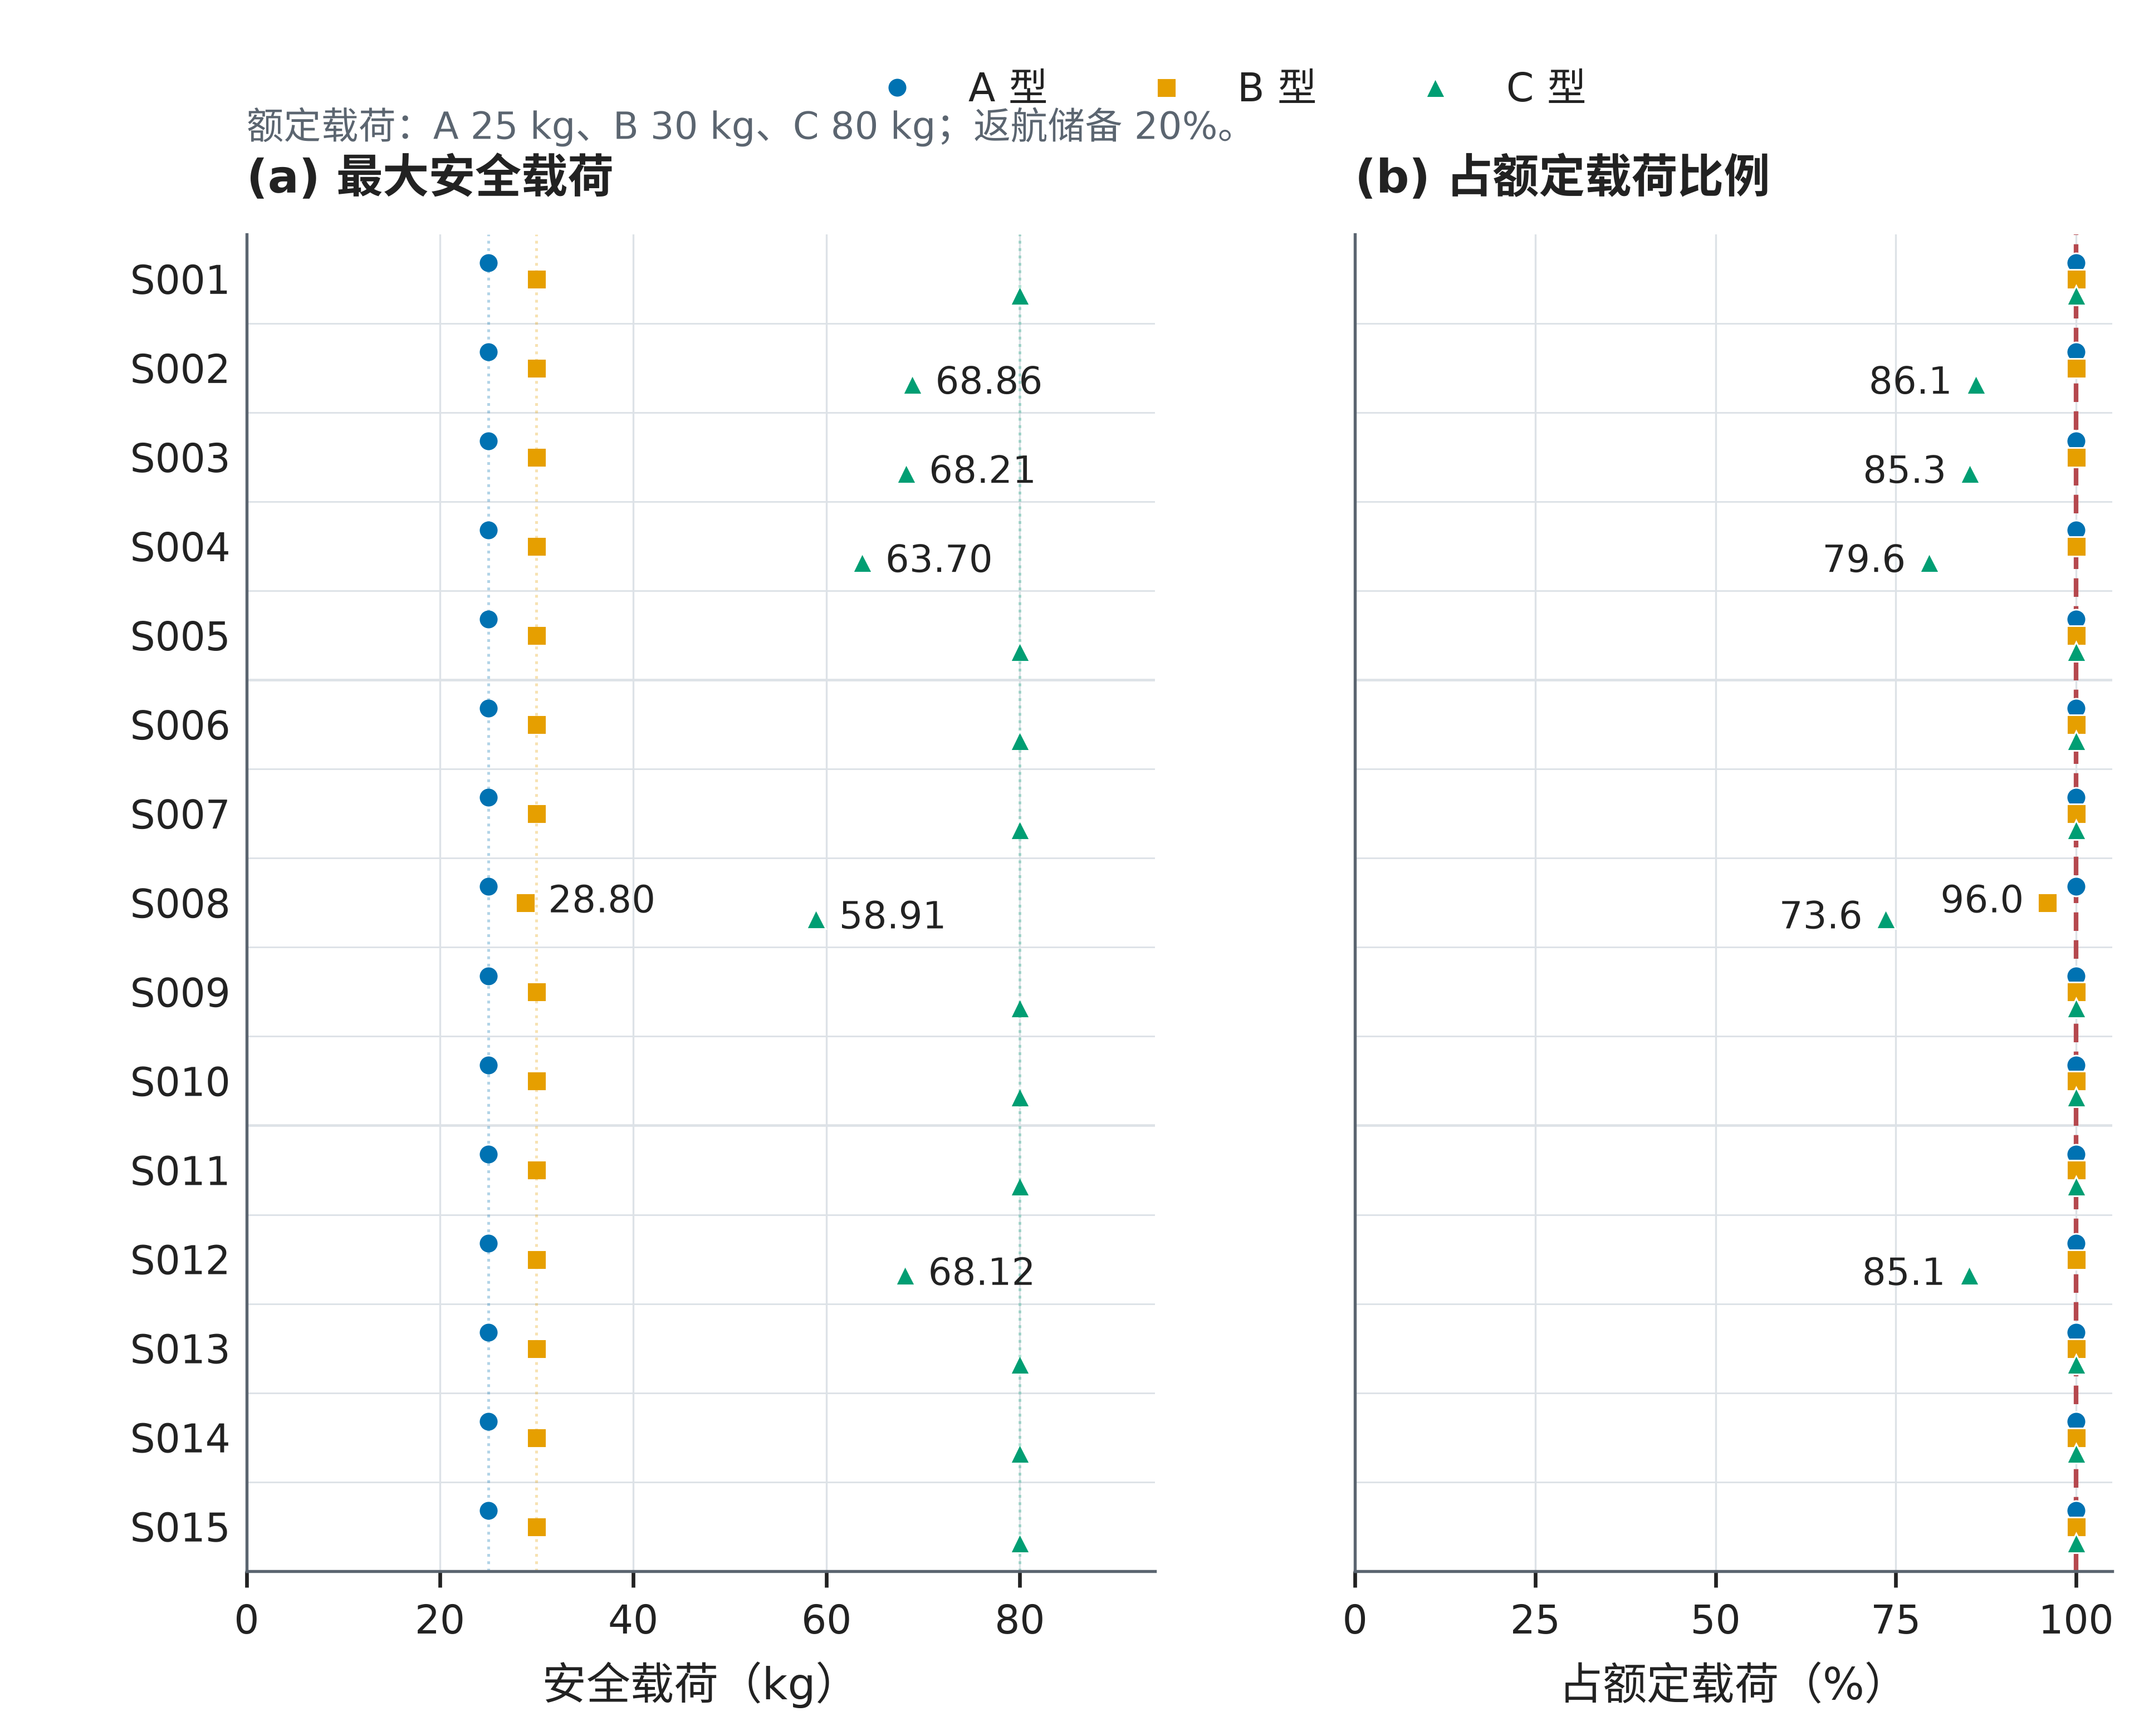 A 型 B 型 C 型
额定载荷：A 25 kg、B 30 kg、C 80 kg；返航储备 20%。
(a) 最大安全载荷
(b) 占额定载荷比例
S001
S002 68.86 86.1
S003 68.21 85.3
S004 63.70 79.6
S005
S006
S007
S008 28.80 58.91 73.6 96.0
S009
S010
S011
S012 68.12 85.1
S013
S014
S015
0 20 40 60 80
0 25 50 75 100
安全载荷（kg）
占额定载荷（%）